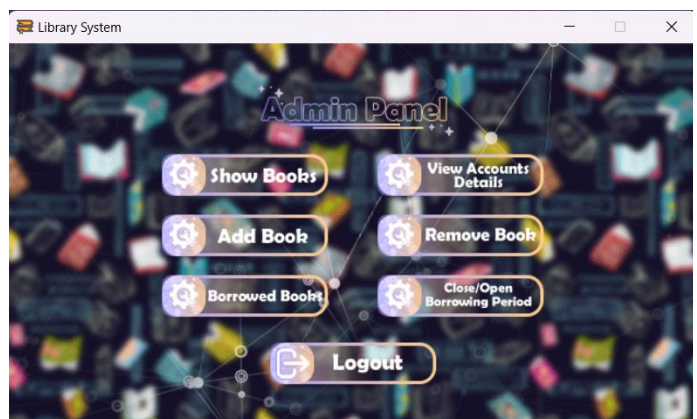 Library System
Admin Panel
Show Books
View Accounts
Details
Add Book
Remove Book
Borrowed Books
Close/Open
Borrowing Period
Logout